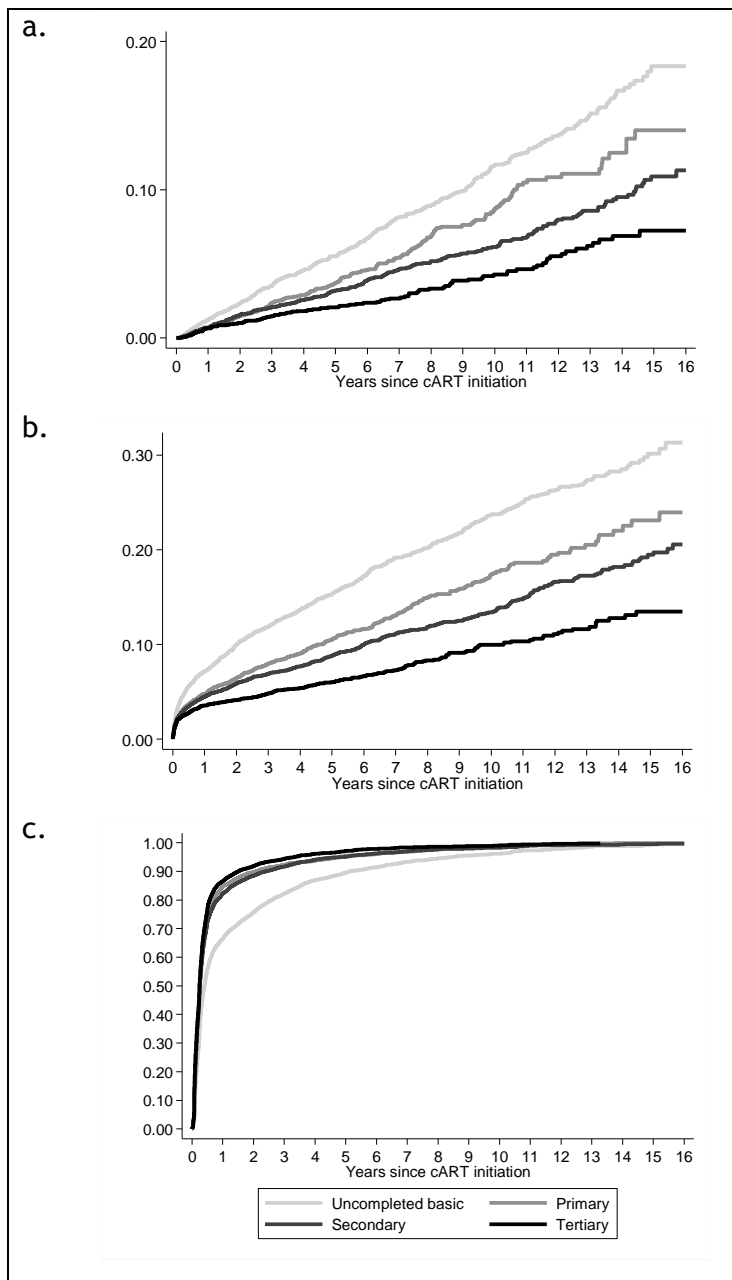 a.
0.20
0.10
0.00
0 1 2 3 4 5 6 7 8 9 10 11 12 13 14 15 16
Years since cART initiation
b.
0.30
0.20
0.10
0.00
0 1 2 3 4 5 6 7 8 9 10 11 12 13 14 15 16
Years since cART initiation
c.
1.00
0.90
0.80
0.70
0.60
0.50
0.40
0.30
0.20
0.10
0.00
0 1 2 3 4 5 6 7 8 9 10 11 12 13 14 15 16
Years since cART initiation
Uncompleted basic Primary
Secondary Tertiary